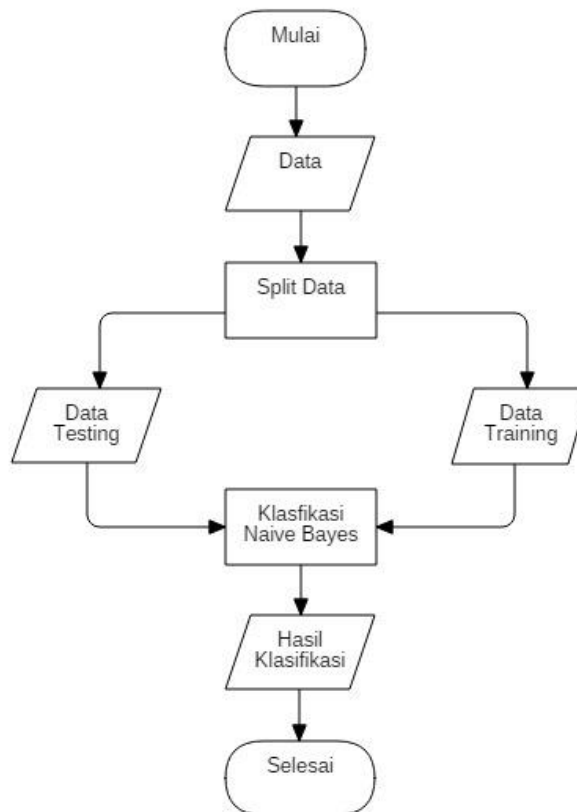 Mulai
Data
Split Data
Data
Testing
Data
Training
Klasfikasi
Naive Bayes
Hasil
Klasifikasi
Selesai